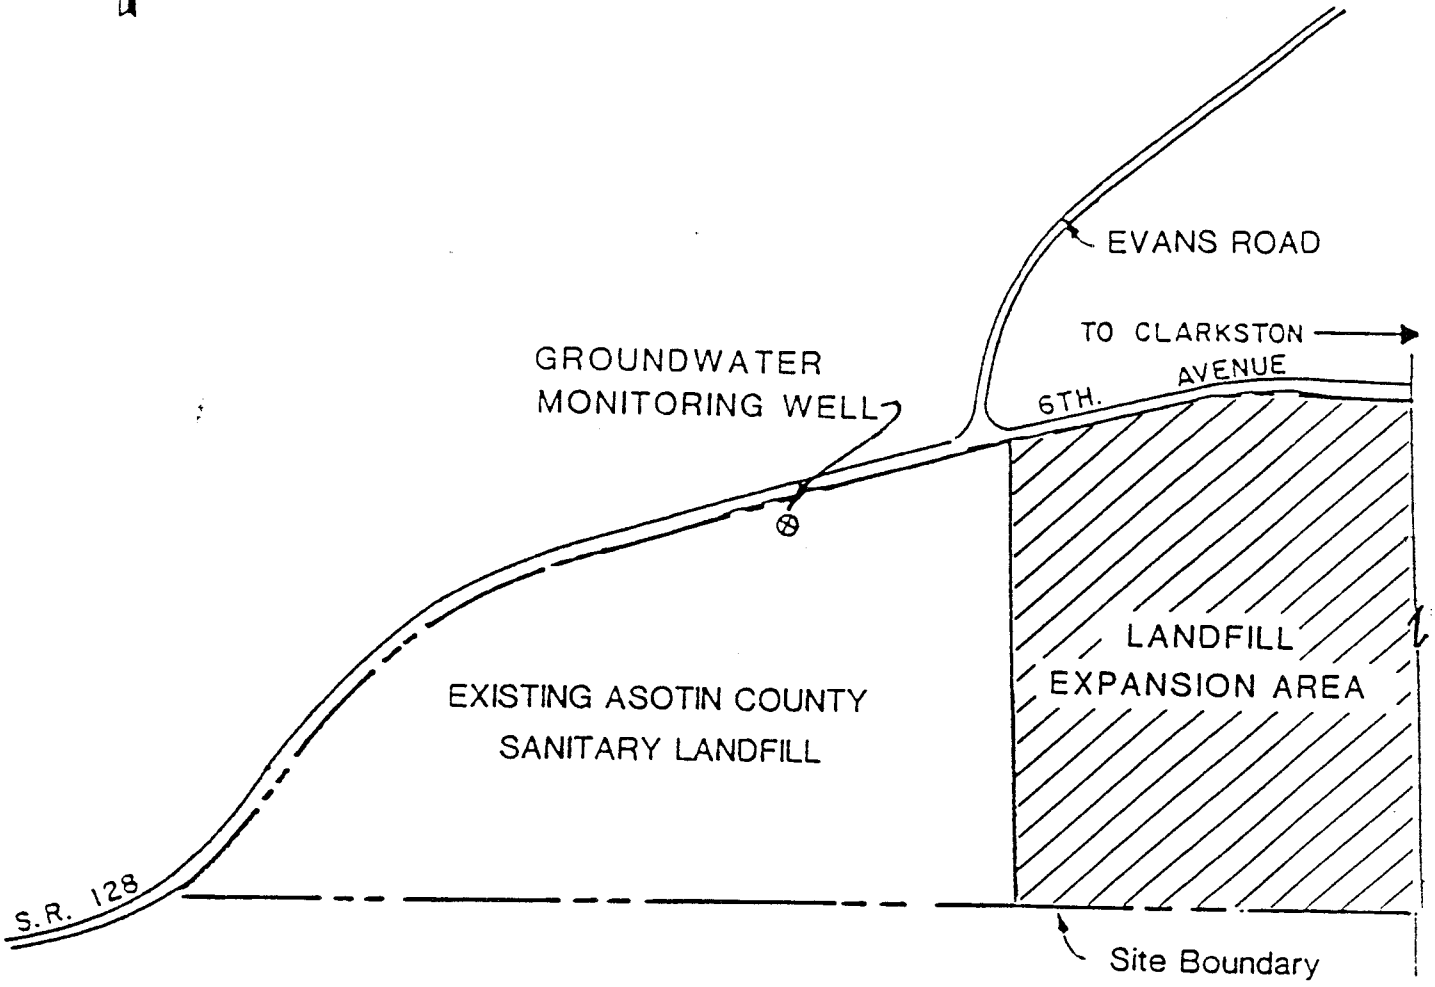 EVANS ROAD
TO CLARKSTON
GROUNDWATER
MONITORING WELL
6TH. AVENUE
LANDFILL
EXPANSION AREA
EXISTING ASOTIN COUNTY
SANITARY LANDFILL
S.R. 128
Site Boundary